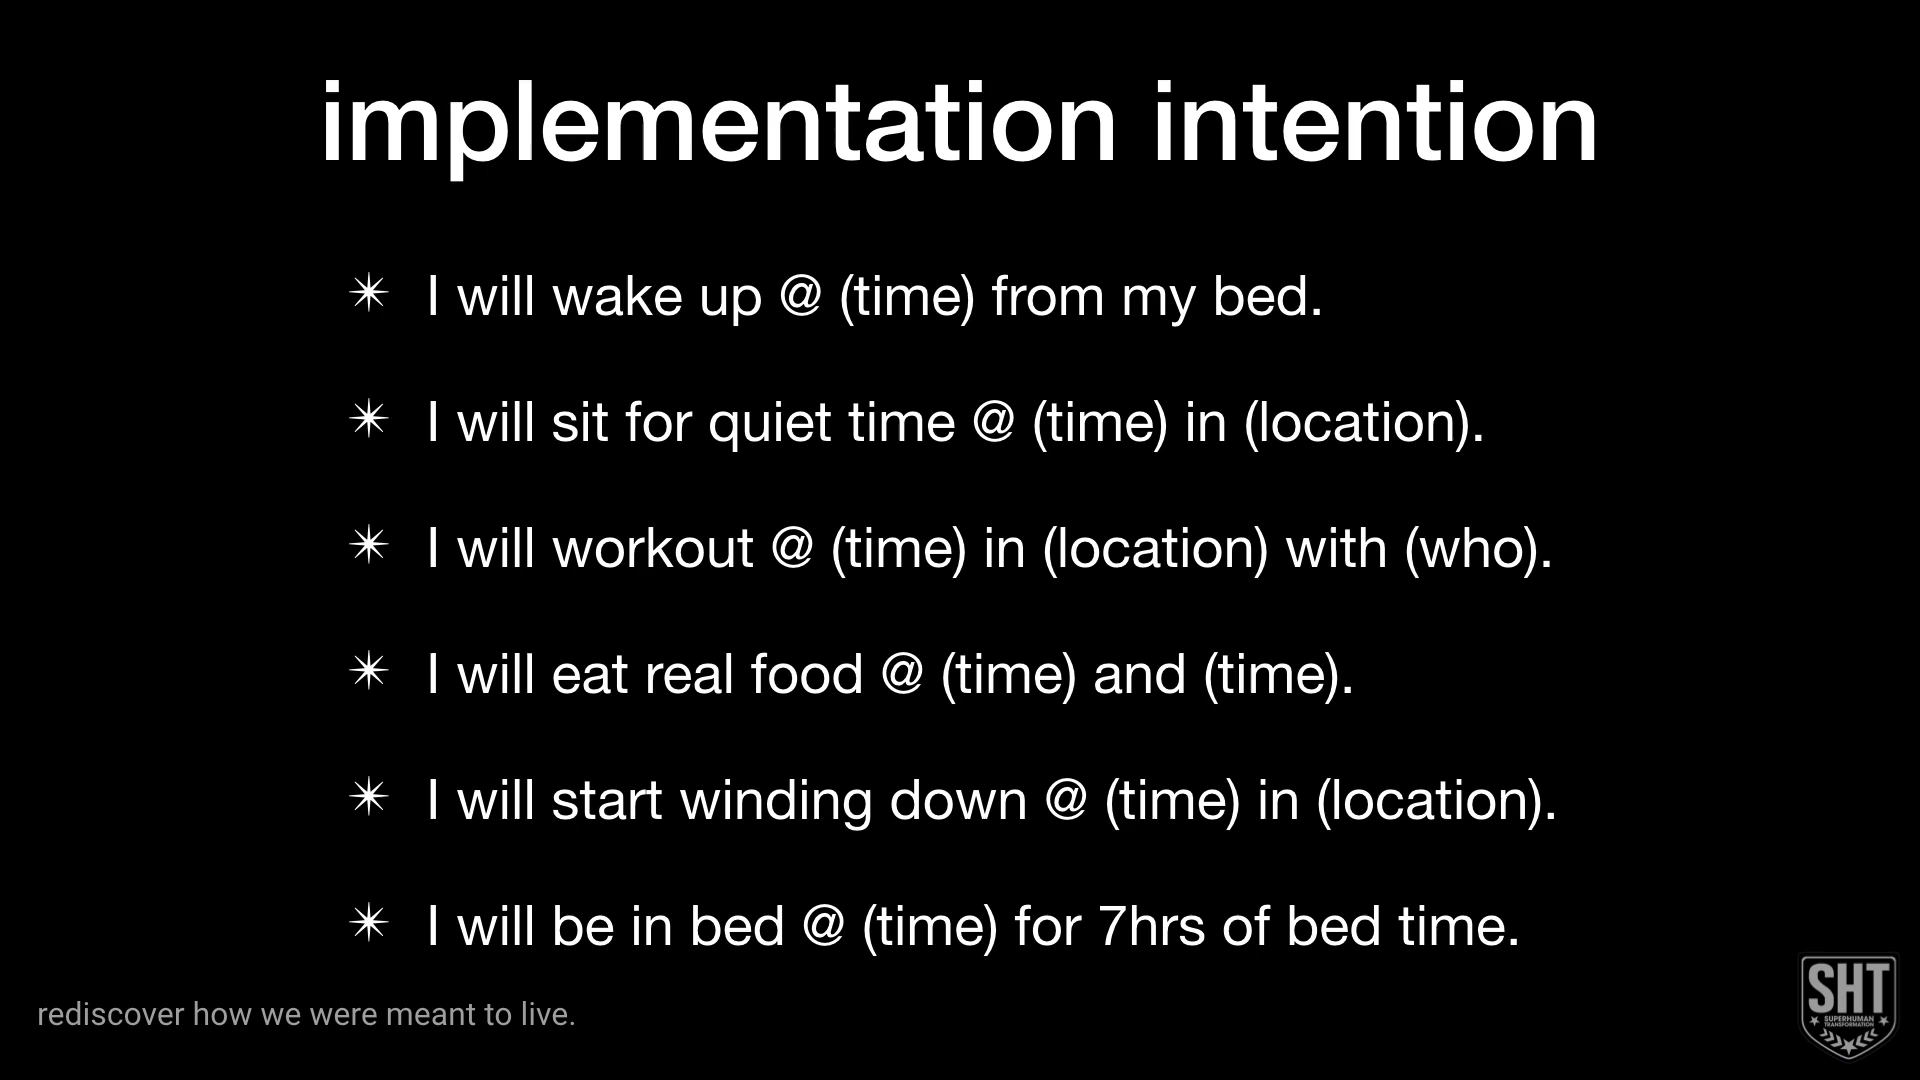 implementation intention
✴ I will wake up @ (time) from my bed.
✴ I will sit for quiet time @ (time) in (location).
✴ I will workout @ (time) in (location) with (who).
✴ I will eat real food @ (time) and (time).
✴ I will start winding down @ (time) in (location).
✴ I will be in bed @ (time) for 7hrs of bed time.
rediscover how we were meant to live.
SHT
SUPERHUMAN
TRANSFORMATION